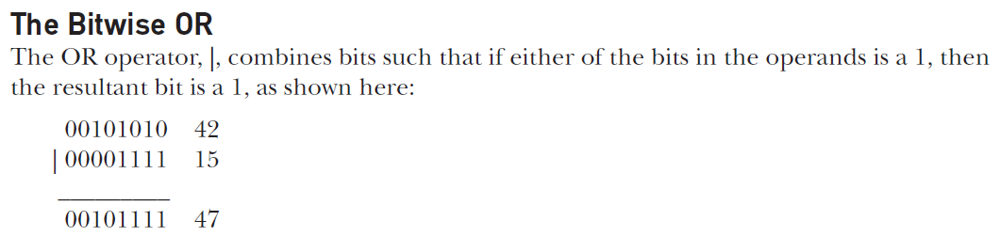 The Bitwise OR
The OR operator, |, combines bits such that if either of the bits in the operands is a 1, then
the resultant bit is a 1, as shown here:
00101010 42
| 00001111 15
_________
00101111 47